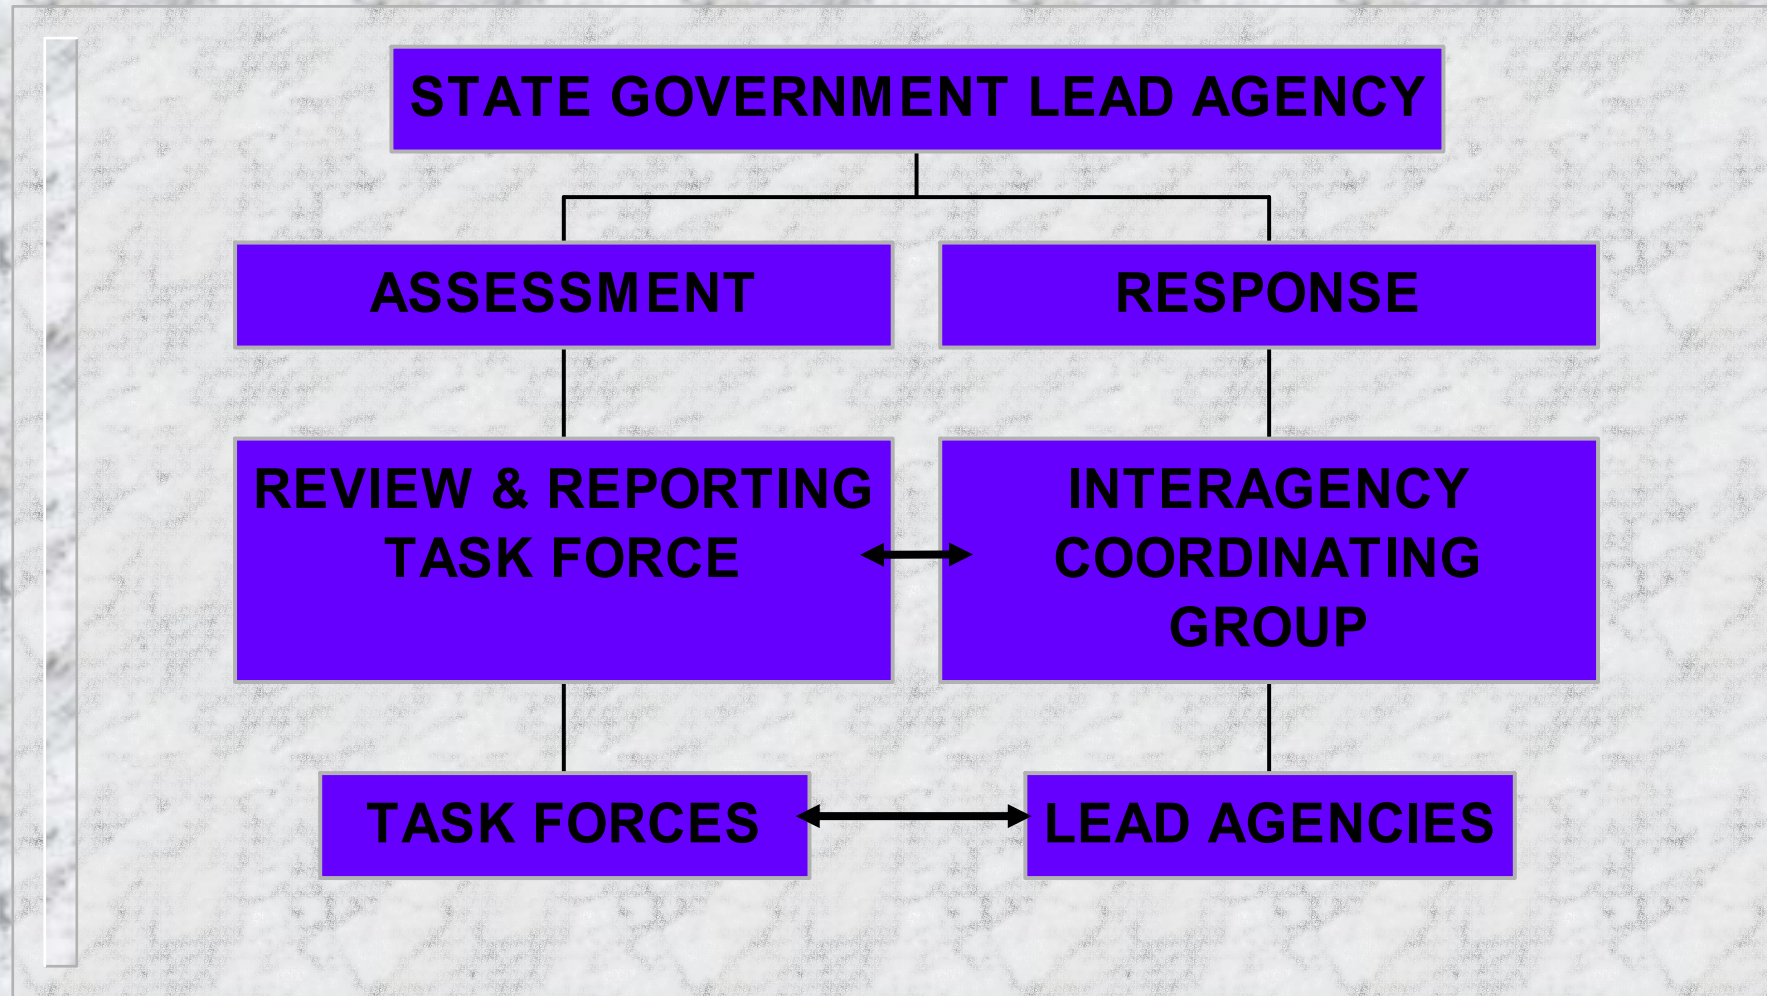 STATE GOVERNMENT LEAD AGENCY
ASSESSMENT
RESPONSE
REVIEW & REPORTING
TASK FORCE
INTERAGENCY
COORDINATING
GROUP
TASK FORCES
LEAD AGENCIES